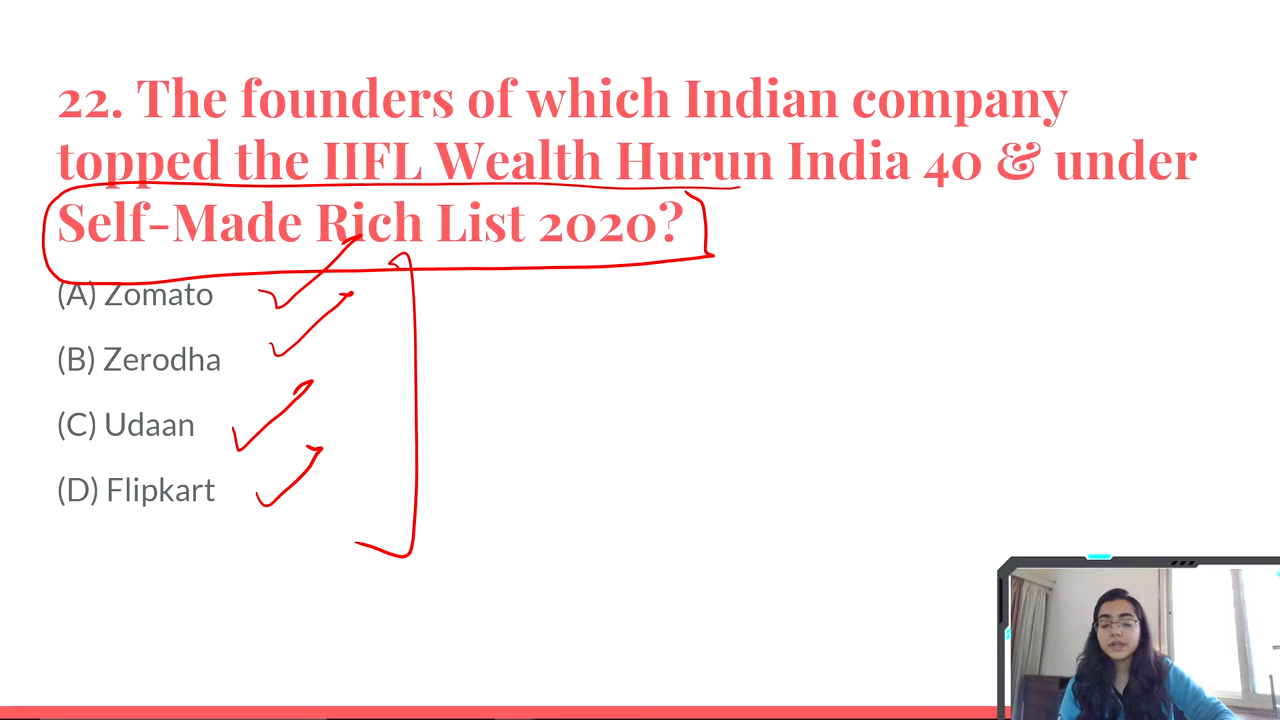 22. The founders of which Indian company
topped the IIFL Wealth Hurun India 40 & under
Self-Made Rich List 2020?
(A) Zomato
(B) Zerodha
(C) Udaan
(D) Flipkart